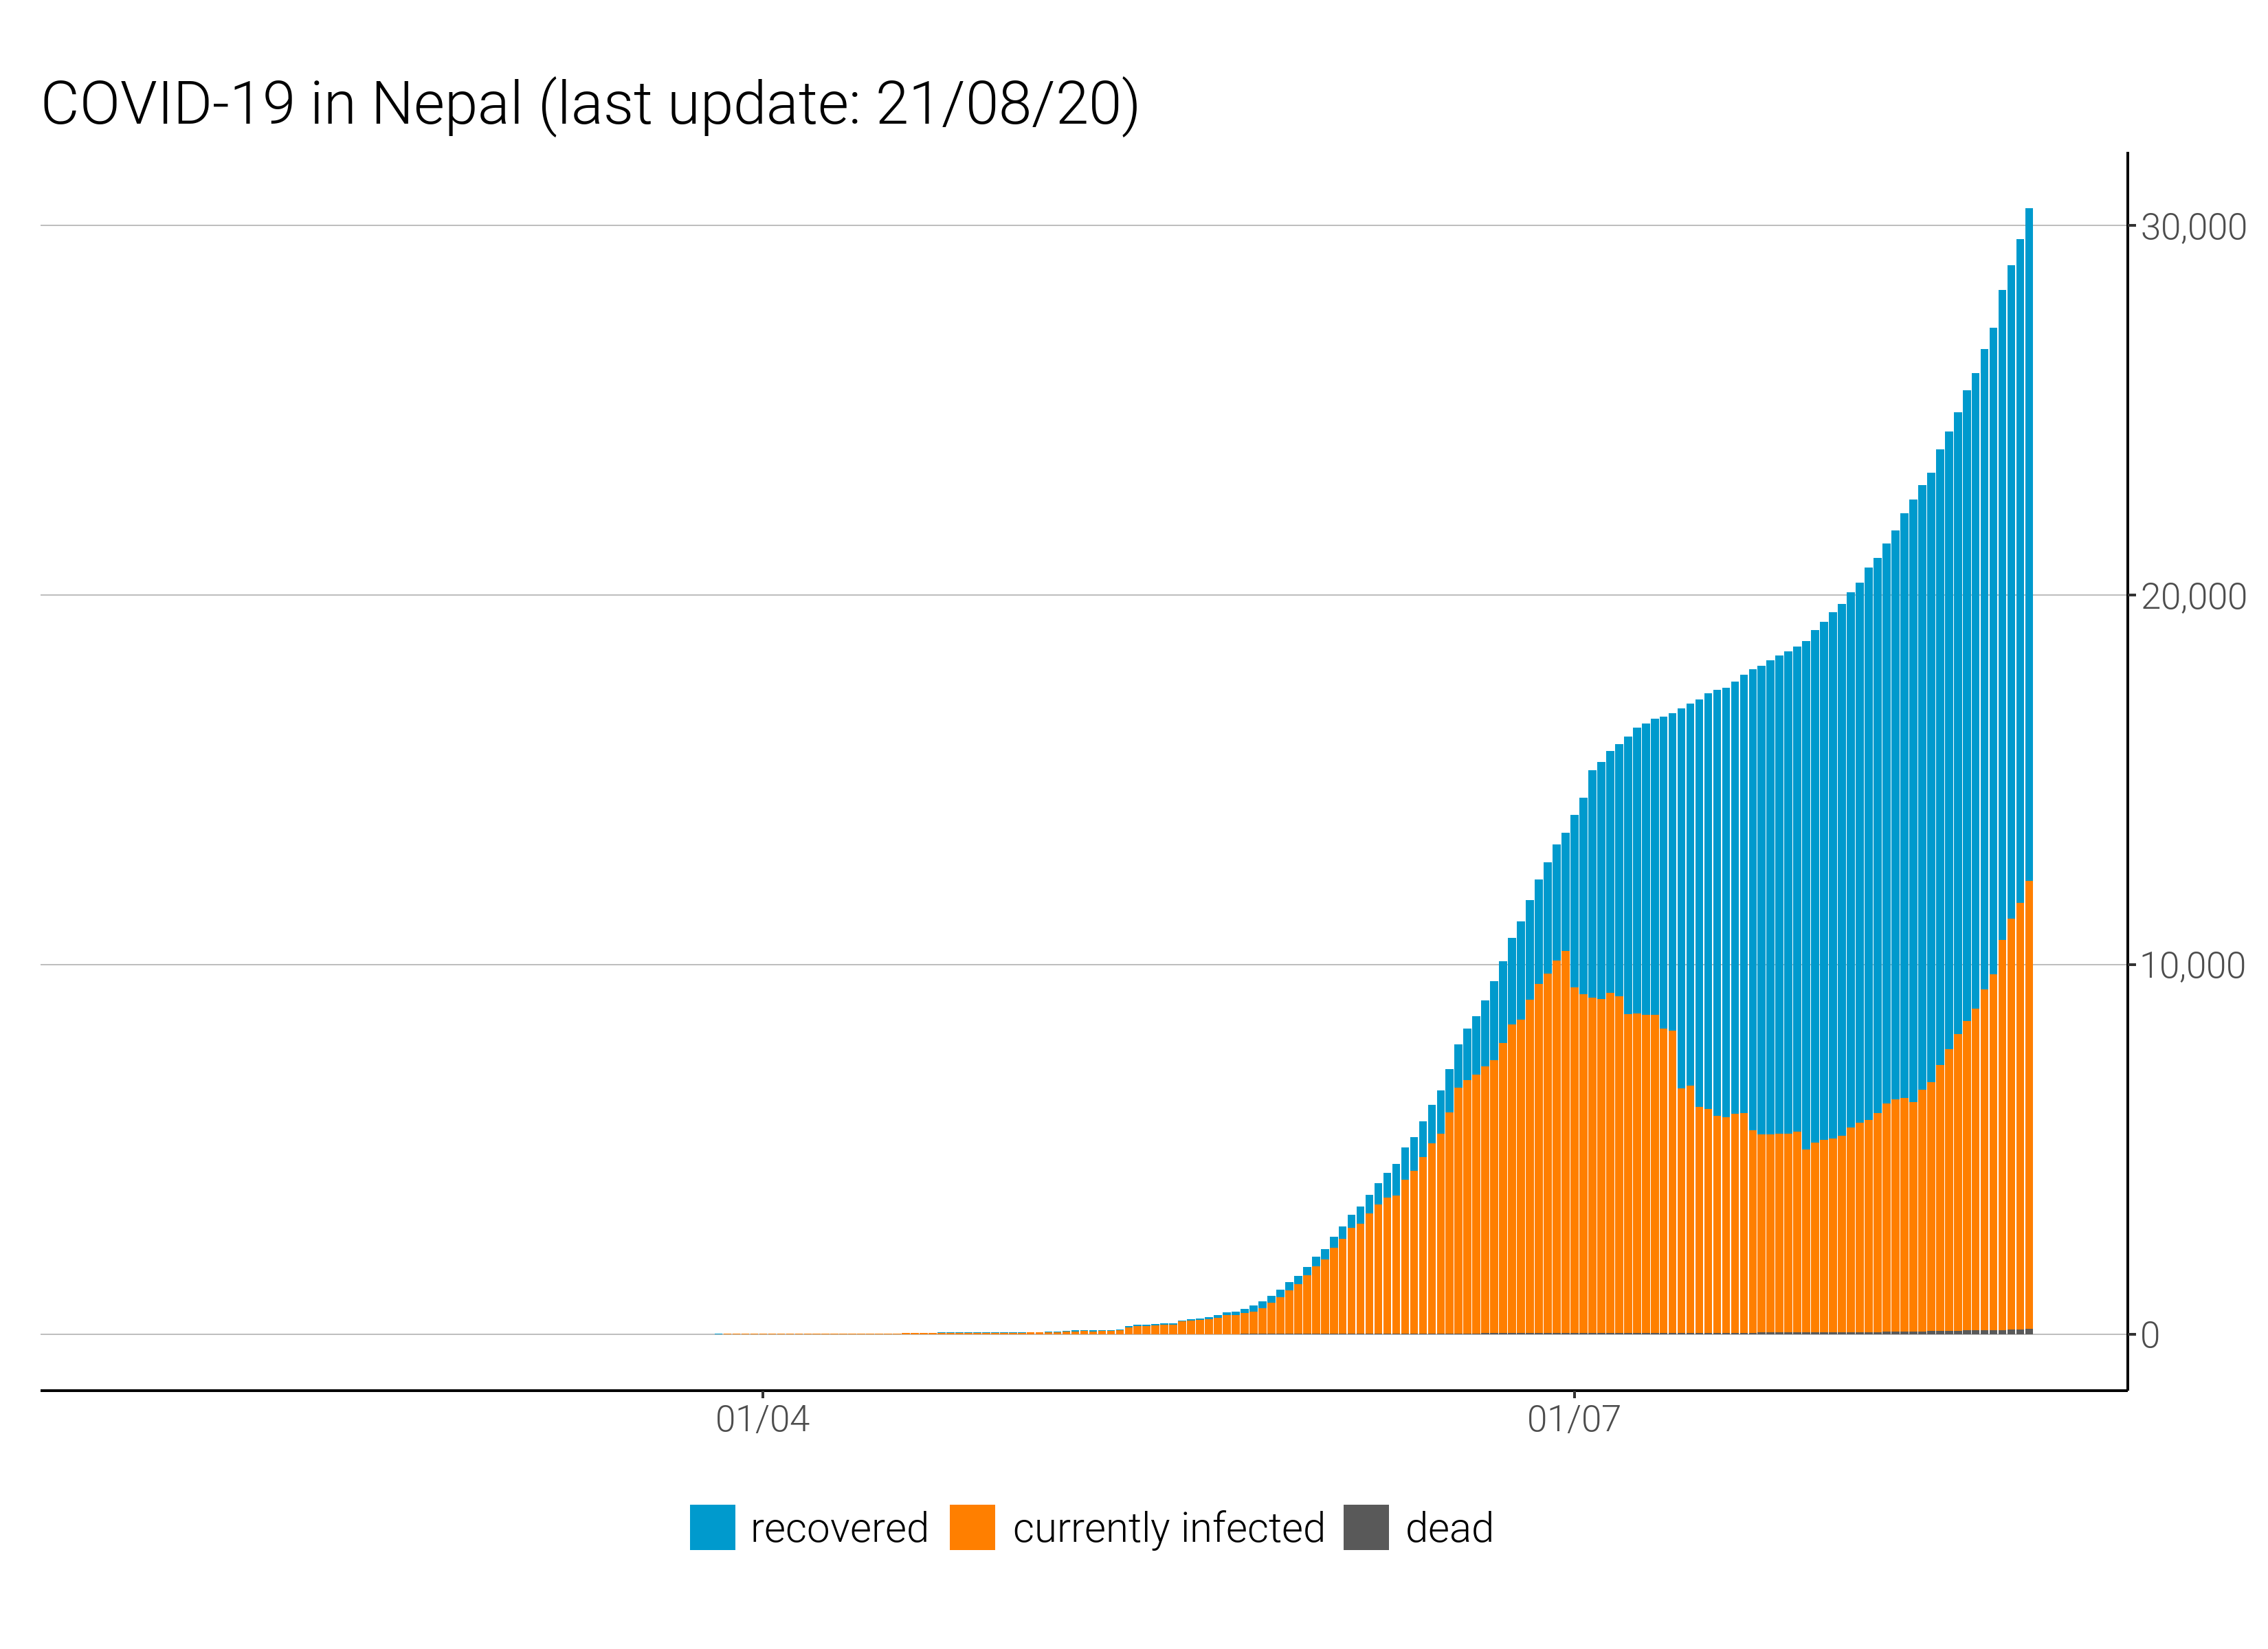 COVID-19 in Nepal (last update: 21/08/20)
30,000
20,000
10,000
0
01/04 01/07
recovered currently infected dead